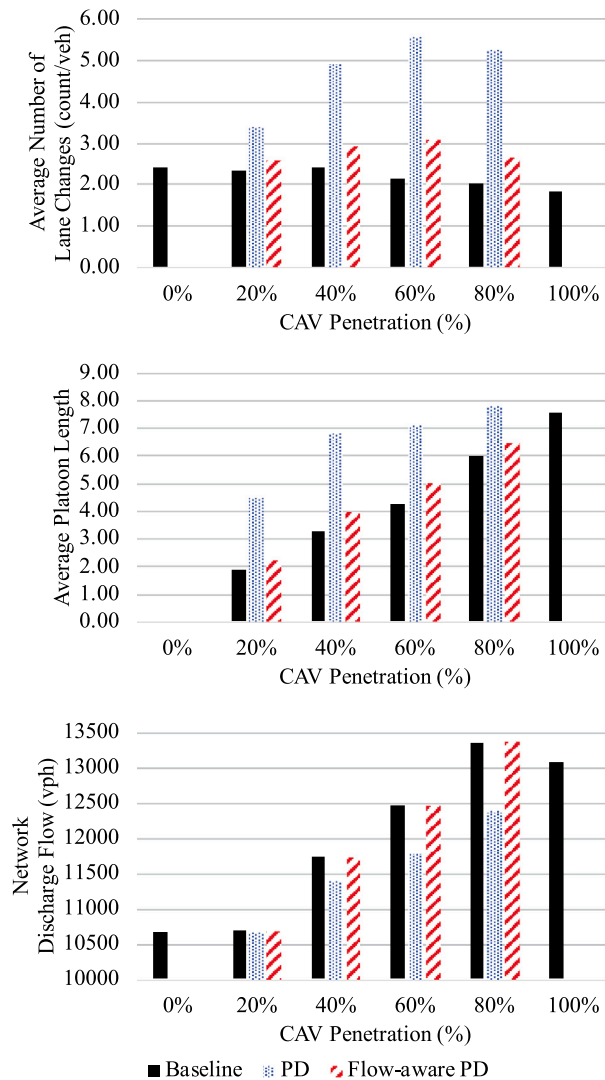 6.00
5.00
4.00
3.00
2.00
1.00
0.00
Average Number of
Lane Changes (count/veh)
0% 20% 40% 60% 80% 100%
CAV Penetration (%)
9.00
8.00
7.00
6.00
5.00
4.00
3.00
2.00
1.00
0.00
Average Platoon Length
0% 20% 40% 60% 80% 100%
CAV Penetration (%)
13500
13000
12500
12000
11500
11000
10500
10000
Network
Discharge Flow (vph)
0% 20% 40% 60% 80% 100%
CAV Penetration (%)
Baseline PD Flow-aware PD